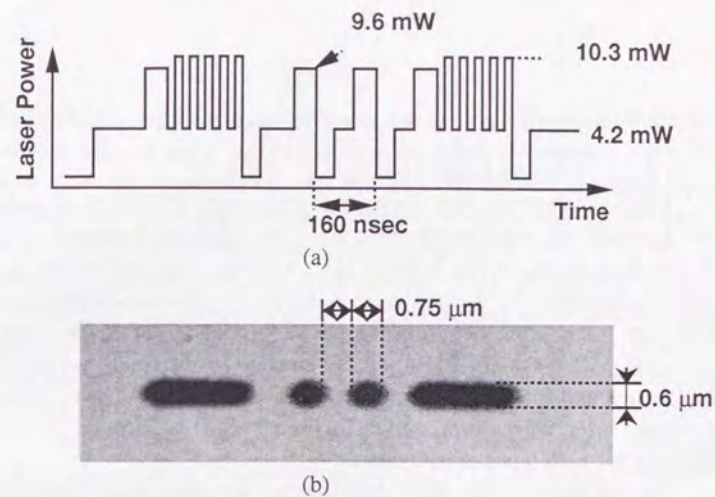 9.6 mW
10.3 mW
Laser Power
4.2 mW
Time
160 nsec
(a)
0.75 μm
0.6 μm
(b)